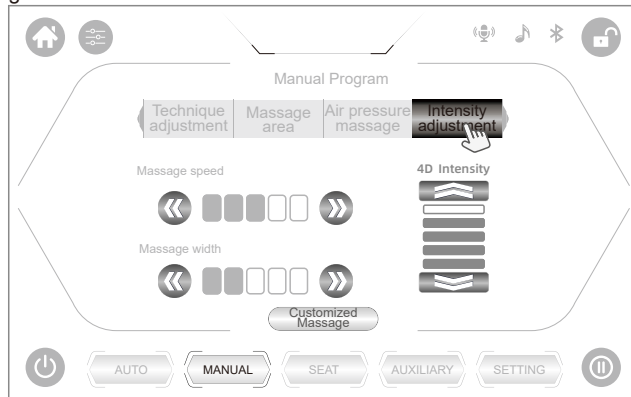 Manual Program
Technique adjustment
Massage area
Air pressure massage
Intensity adjustment
Massage speed
4D Intensity
Massage width
Customized
Massage
AUTO
MANUAL
SEAT
AUXILIARY
SETTING